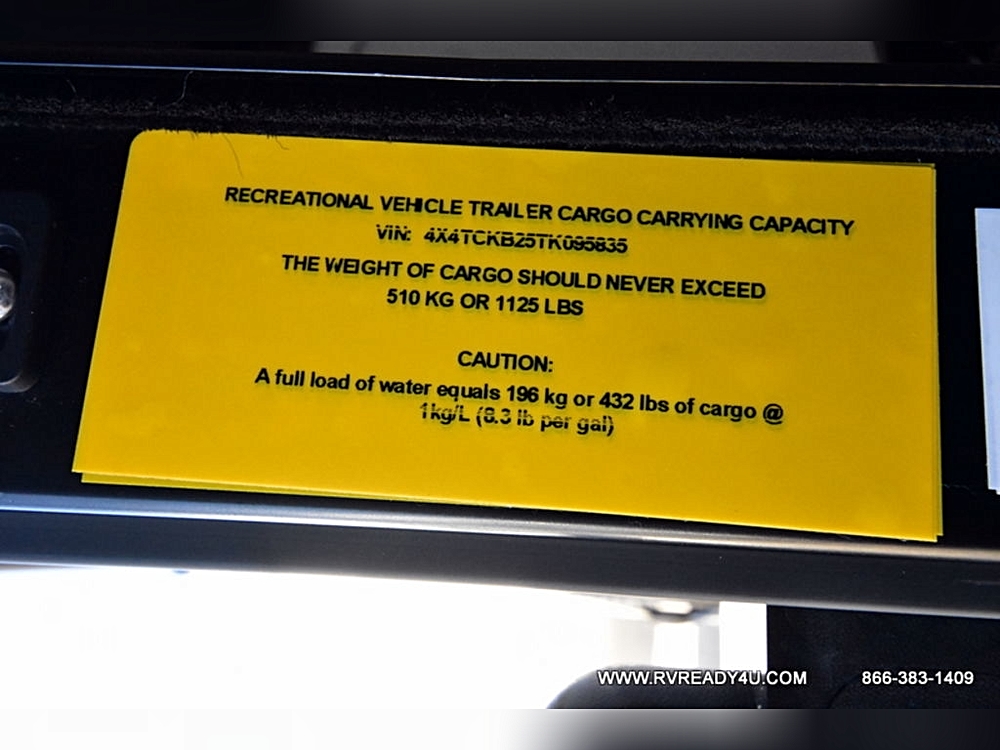 RECREATIONAL VEHICLE TRAILER CARGO CARRYING CAPACITY
VIN: 4X4TCKB25TK095835
THE WEIGHT OF CARGO SHOULD NEVER EXCEED
510 KG OR 1125 LBS
CAUTION:
A full load of water equals 196 kg or 432 lbs of cargo @
1kg/L (8.3 lb per gal)
WWW.RVREADY4U.COM 866-383-1409